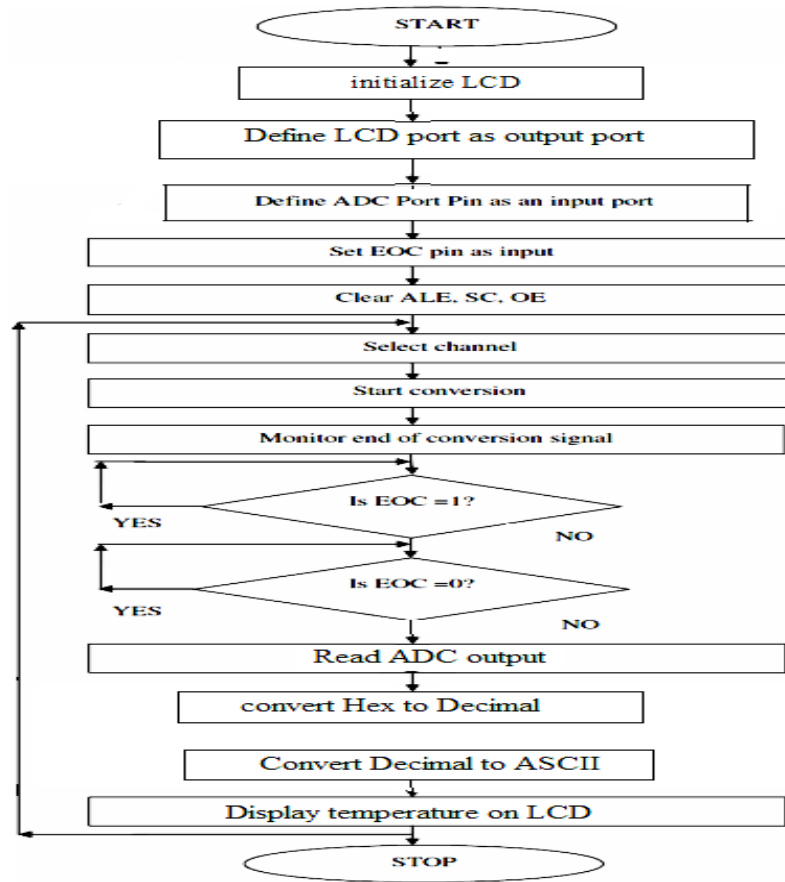 START
initialize LCD
Define LCD port as output port
Define ADC Port Pin as an input port
Set EOC pin as input
Clear ALE, SC, OE
Select channel
Start conversion
Monitor end of conversion signal
Is EOC =1?
YES
NO
Is EOC =0?
YES
NO
Read ADC output
convert Hex to Decimal
Convert Decimal to ASCII
Display temperature on LCD
STOP